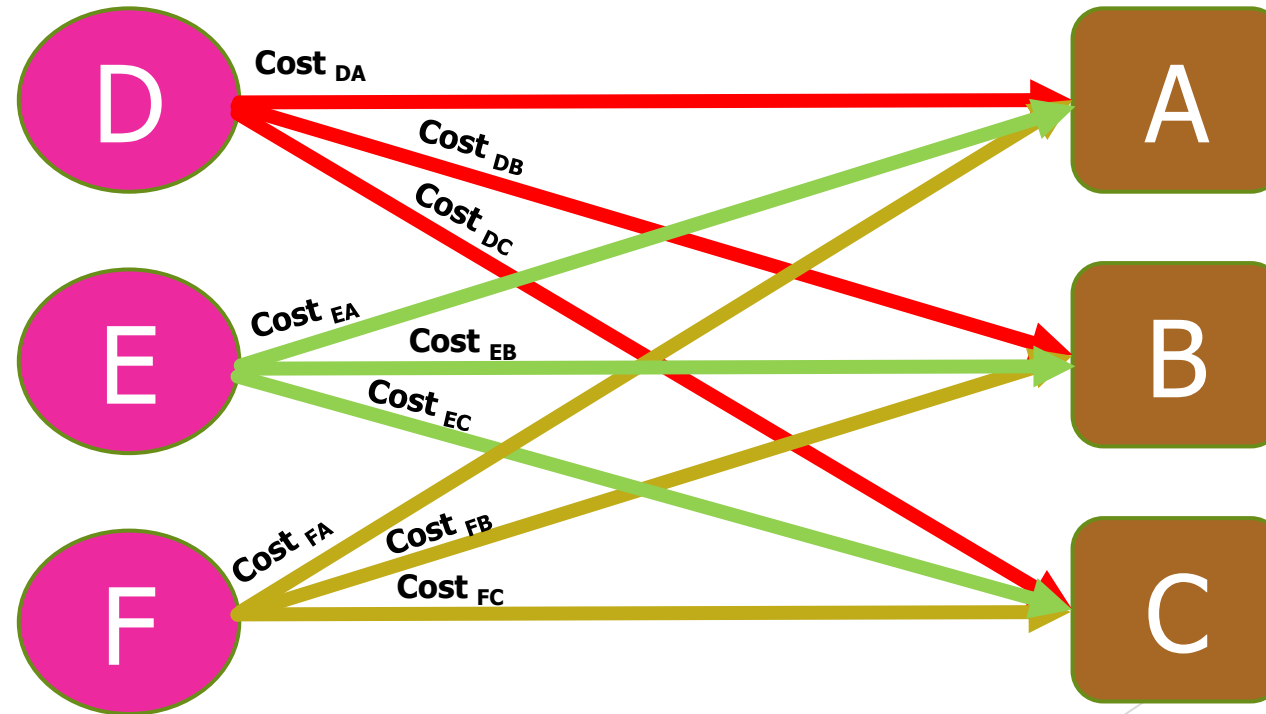 D
A
Cost DA
Cost DB
Cost DC
E
B
Cost EA
Cost EB
Cost EC
F
C
Cost FA
Cost FB
Cost FC